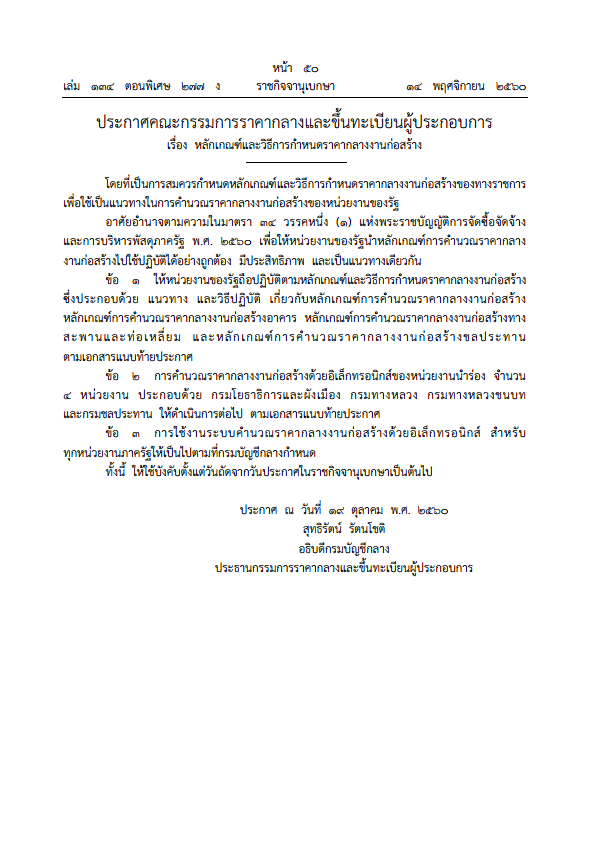 หน้า ๕๐
เล่ม ๑๓๔ ตอนพิเศษ ๒๗๗ ง ราชกิจจานุเบกษา ๑๔ พฤศจิกายน ๒๕๖๐
ประกาศคณะกรรมการราคากลางและขึ้นทะเบียนผู้ประกอบการ
เรื่อง หลักเกณฑ์และวิธีการกำหนดราคากลางงานก่อสร้าง
โดยที่เป็นการสมควรกำหนดหลักเกณฑ์และวิธีการกำหนดราคากลางงานก่อสร้างของทางราชการ
เพื่อใช้เป็นแนวทางในการคำนวณราคากลางงานก่อสร้างของหน่วยงานของรัฐ
อาศัยอำนาจตามความในมาตรา ๓๔ วรรคหนึ่ง (๑) แห่งพระราชบัญญัติการจัดซื้อจัดจ้าง
และการบริหารพัสดุภาครัฐ พ.ศ. ๒๕๖๐ เพื่อให้หน่วยงานของรัฐนำหลักเกณฑ์การคำนวณราคากลาง
งานก่อสร้างไปใช้ปฏิบัติได้อย่างถูกต้อง มีประสิทธิภาพ และเป็นแนวทางเดียวกัน
ข้อ ๑ ให้หน่วยงานของรัฐถือปฏิบัติตามหลักเกณฑ์และวิธีการกำหนดราคากลางงานก่อสร้าง
ซึ่งประกอบด้วย แนวทาง และวิธีปฏิบัติ เกี่ยวกับหลักเกณฑ์การคำนวณราคากลางงานก่อสร้าง
หลักเกณฑ์การคำนวณราคากลางงานก่อสร้างอาคาร หลักเกณฑ์การคำนวณราคากลางงานก่อสร้างทาง
สะพานและท่อเหลี่ยม และหลักเกณฑ์การคำนวณราคากลางงานก่อสร้างชลประทาน
ตามเอกสารแนบท้ายประกาศ
ข้อ ๒ การคำนวณราคากลางงานก่อสร้างด้วยอิเล็กทรอนิกส์ของหน่วยงานนำร่อง จำนวน
๔ หน่วยงาน ประกอบด้วย กรมโยธาธิการและผังเมือง กรมทางหลวง กรมทางหลวงชนบท
และกรมชลประทาน ให้ดำเนินการต่อไป ตามเอกสารแนบท้ายประกาศ
ข้อ ๓ การใช้งานระบบคำนวณราคากลางงานก่อสร้างด้วยอิเล็กทรอนิกส์ สำหรับ
ทุกหน่วยงานภาครัฐให้เป็นไปตามที่กรมบัญชีกลางกำหนด
ทั้งนี้ ให้ใช้บังคับตั้งแต่วันถัดจากวันประกาศในราชกิจจานุเบกษาเป็นต้นไป
ประกาศ ณ วันที่ ๑๙ ตุลาคม พ.ศ. ๒๕๖๐
สุทธิรัตน์ รัตนโชติ
อธิบดีกรมบัญชีกลาง
ประธานกรรมการราคากลางและขึ้นทะเบียนผู้ประกอบการ